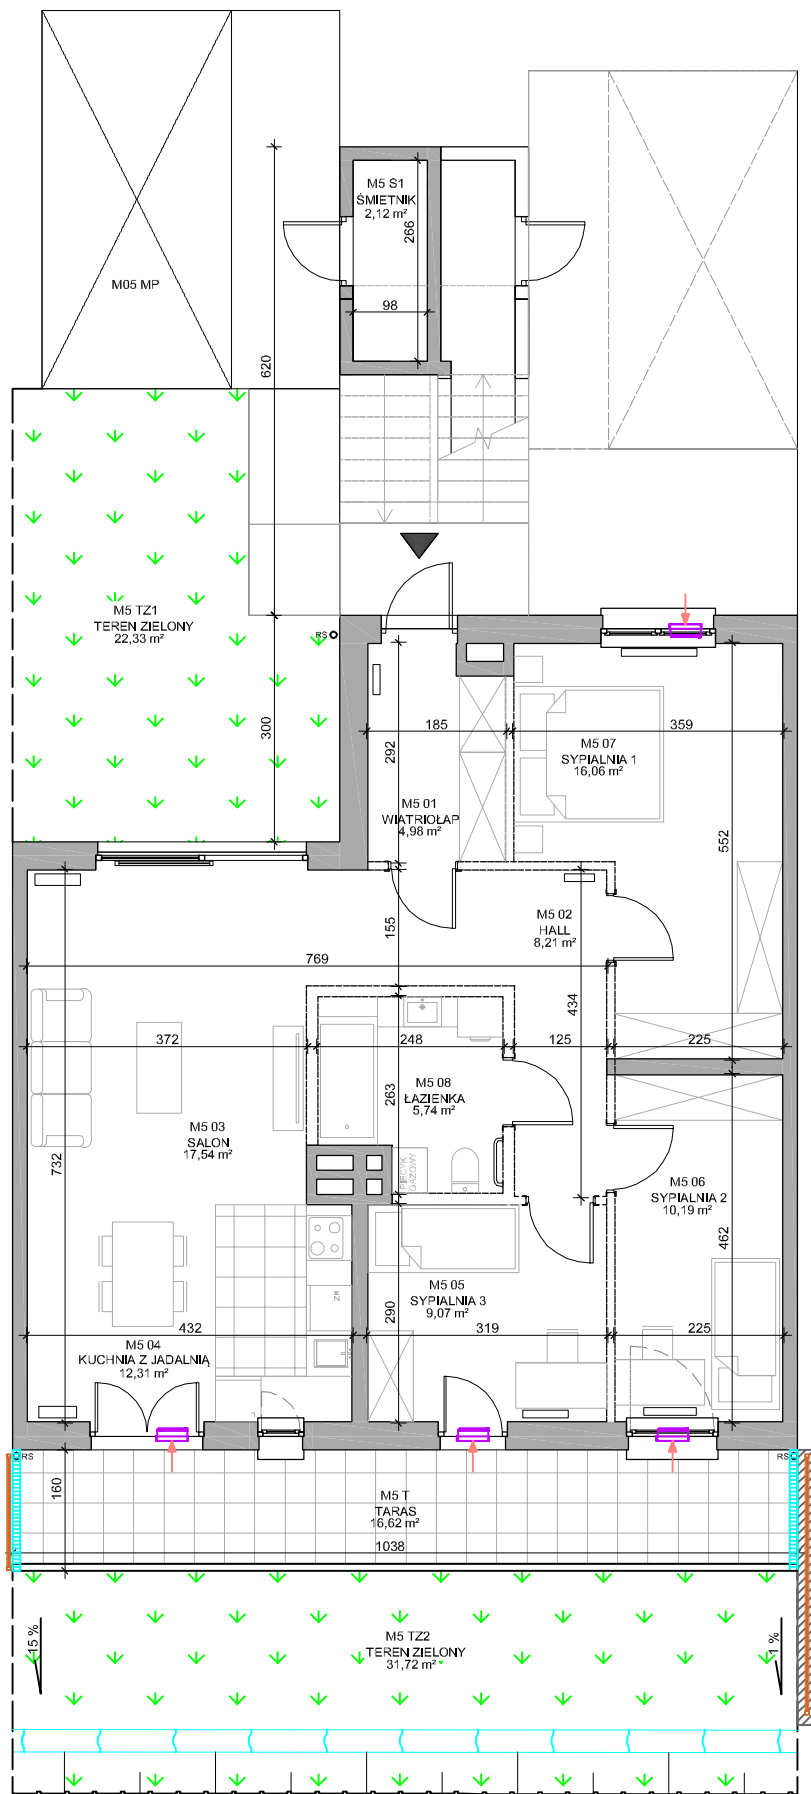 M5 S1
ŚMIETNIK
2,12 m²
266
98
M05 MP
620
M5 TZ1
TEREN ZIELONY
22,33 m²
RS
300
185
359
292
M5 07
SYPIALNIA 1
16,06 m²
M5 01
WIATROŁAP
4,98 m²
552
M5 02
HALL
8,21 m²
155
769
434
372
248
125
225
263
M5 08
ŁAZIENKA
5,74 m²
M5 03
SALON
17,54 m²
732
PIECYK
GAZOWY
M5 06
SYPIALNIA 2
10,19 m²
462
M5 05
SYPIALNIA 3
9,07 m²
290
ZM
432
319
225
M5 04
KUCHNIA Z JADALNIĄ
12,31 m²
RS
RS
160
M5 T
TARAS
16,62 m²
1038
M5 TZ2
TEREN ZIELONY
31,72 m²
15 %
1 %